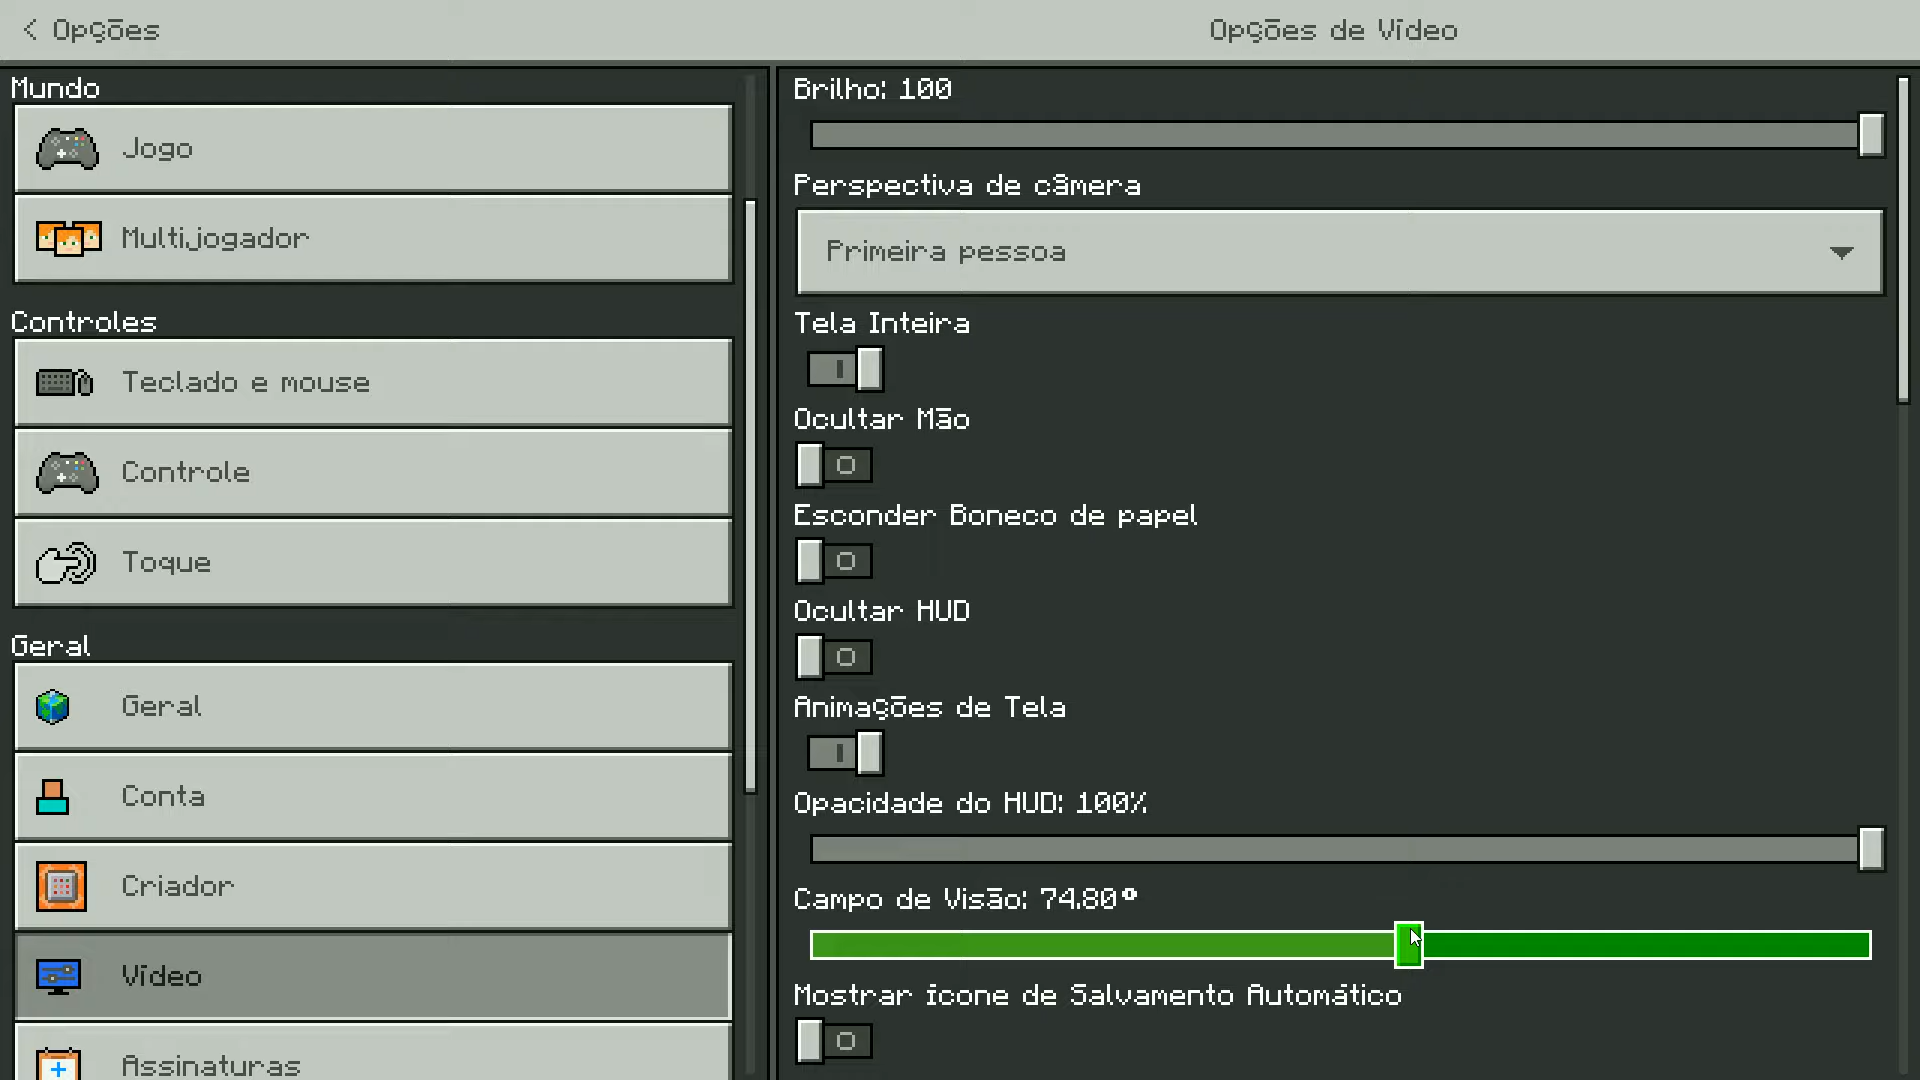 < Opções
Opções de Vídeo
Mundo
Jogo
Multijogador
Controles
Teclado e mouse
Controle
Toque
Geral
Geral
Conta
Criador
Vídeo
Assinaturas
Brilho: 100
Perspectiva de câmera
Primeira pessoa
Tela Inteira
Ocultar Mão
Esconder Boneco de papel
Ocultar HUD
Animações de Tela
Opacidade do HUD: 100%
Campo de Visão: 74.80°
Mostrar ícone de Salvamento Automático